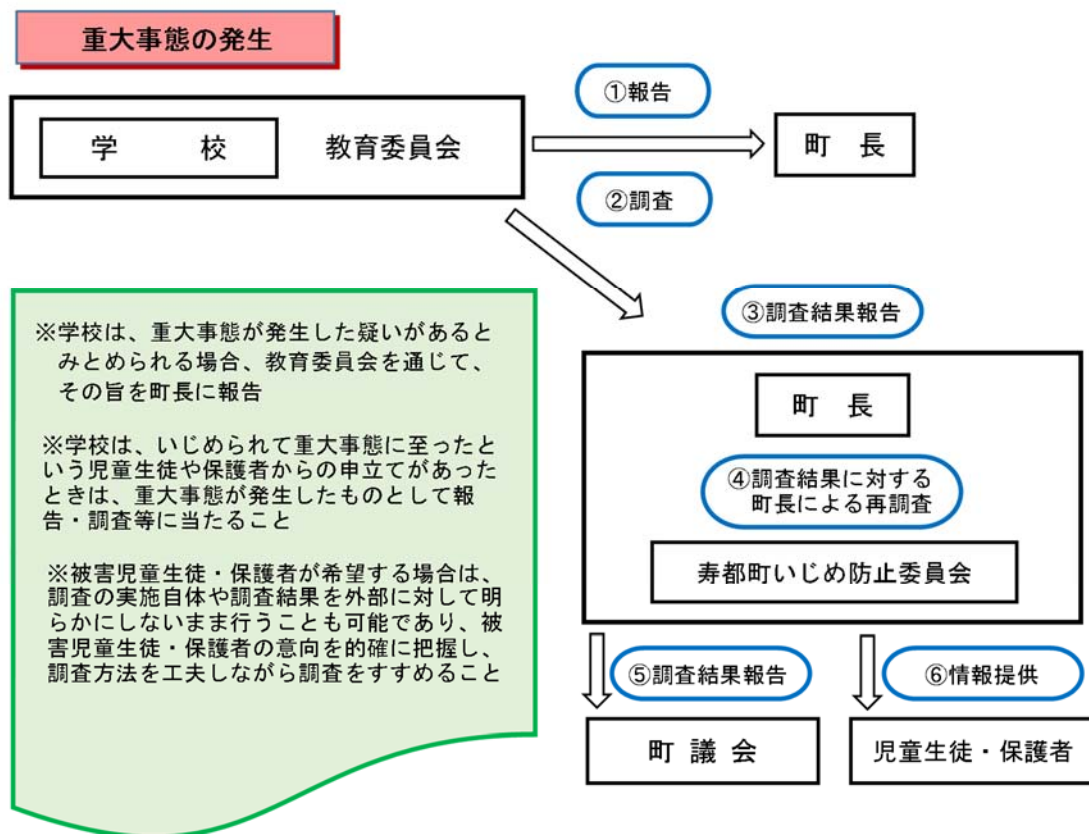 重大事態の発生
学　　校
教育委員会
①報告
②調査
町　長
③調査結果報告
町　長
④調査結果に対する
町長による再調査
寿都町いじめ防止委員会
⑤調査結果報告
⑥情報提供
町 議 会
児童生徒・保護者
※学校は、重大事態が発生した疑いがあると
みとめられる場合、教育委員会を通じて、
その旨を町長に報告
※学校は、いじめられて重大事態に至ったと
いう児童生徒や保護者からの申立てがあった
ときは、重大事態が発生したものとして報
告・調査等に当たること
※被害児童生徒・保護者が希望する場合は、
調査の実施自体や調査結果を外部に対して明
らかにしないまま行うことも可能であり、被
害児童生徒・保護者の意向を的確に把握し、
調査方法を工夫しながら調査をすすめること